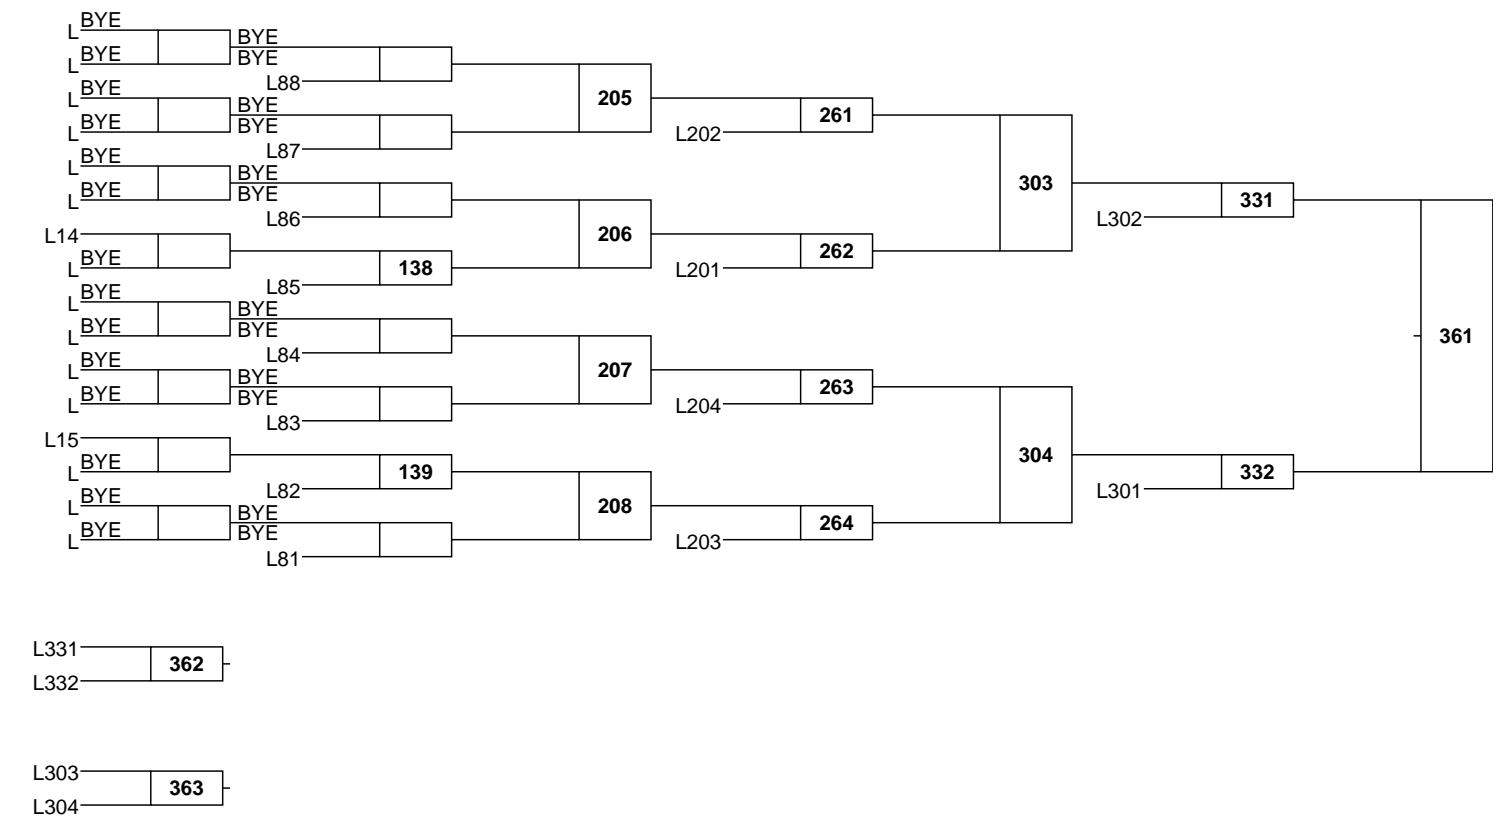 BYE
L
BYE
BYE
BYE
L
L88
BYE
L
205
BYE
BYE
BYE
L
261
L202
L87
BYE
L
BYE
BYE
BYE
L
303
L86
331
L302
L14
206
262
BYE
L
138
L201
L85
BYE
L
BYE
BYE
BYE
L
361
L84
BYE
L
207
BYE
BYE
BYE
L
263
L204
L83
L15
304
BYE
L
139
332
L82
L301
BYE
L
208
BYE
BYE
BYE
L
264
L203
L81
L331
362
L332
L303
363
L304